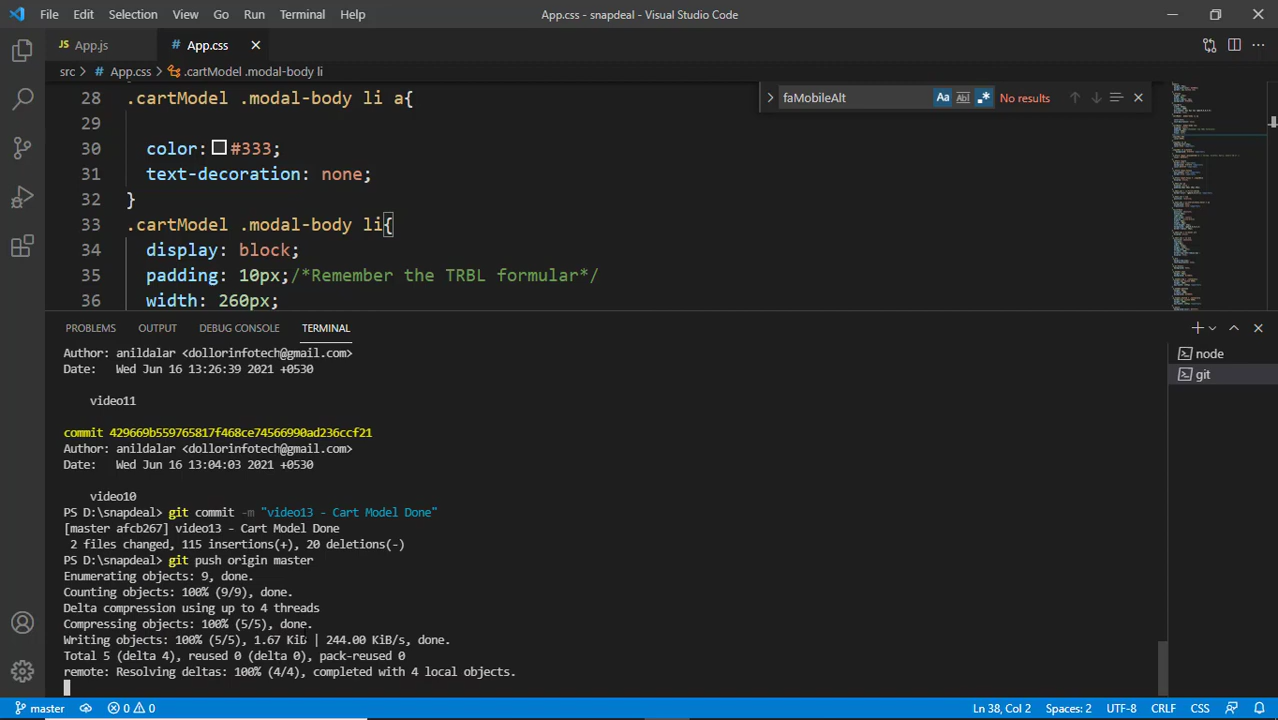 File Edit Selection View Go Run Terminal Help App.css - snapdeal - Visual Studio Code
JS App.js # App.css
src > # App.css > .cartModel .modal-body li
28 .cartModel .modal-body li a{
faMobileAlt Aa Abl .* No results
29
30 color: #333;
31 text-decoration: none;
32 }
33 .cartModel .modal-body li{
34 display: block;
35 padding: 10px;/*Remember the TRBL formular*/
36 width: 260px;
PROBLEMS OUTPUT DEBUG CONSOLE TERMINAL
Author: anildalar <dollorinfotech@gmail.com>
Date: Wed Jun 16 13:26:39 2021 +0530
video11
commit 429669b559765817f468ce74566990ad236ccf21
Author: anildalar <dollorinfotech@gmail.com>
Date: Wed Jun 16 13:04:03 2021 +0530
video10
PS D:\snapdeal> git commit -m "video13 - Cart Model Done"
[master afcb267] video13 - Cart Model Done
2 files changed, 115 insertions(+), 20 deletions(-)
PS D:\snapdeal> git push origin master
Enumerating objects: 9, done.
Counting objects: 100% (9/9), done.
Delta compression using up to 4 threads
Compressing objects: 100% (5/5), done.
Writing objects: 100% (5/5), 1.67 KiB | 244.00 KiB/s, done.
Total 5 (delta 4), reused 0 (delta 0), pack-reused 0
remote: Resolving deltas: 100% (4/4), completed with 4 local objects.
node
git
master 0 0 Ln 38, Col 2 Spaces: 2 UTF-8 CRLF CSS